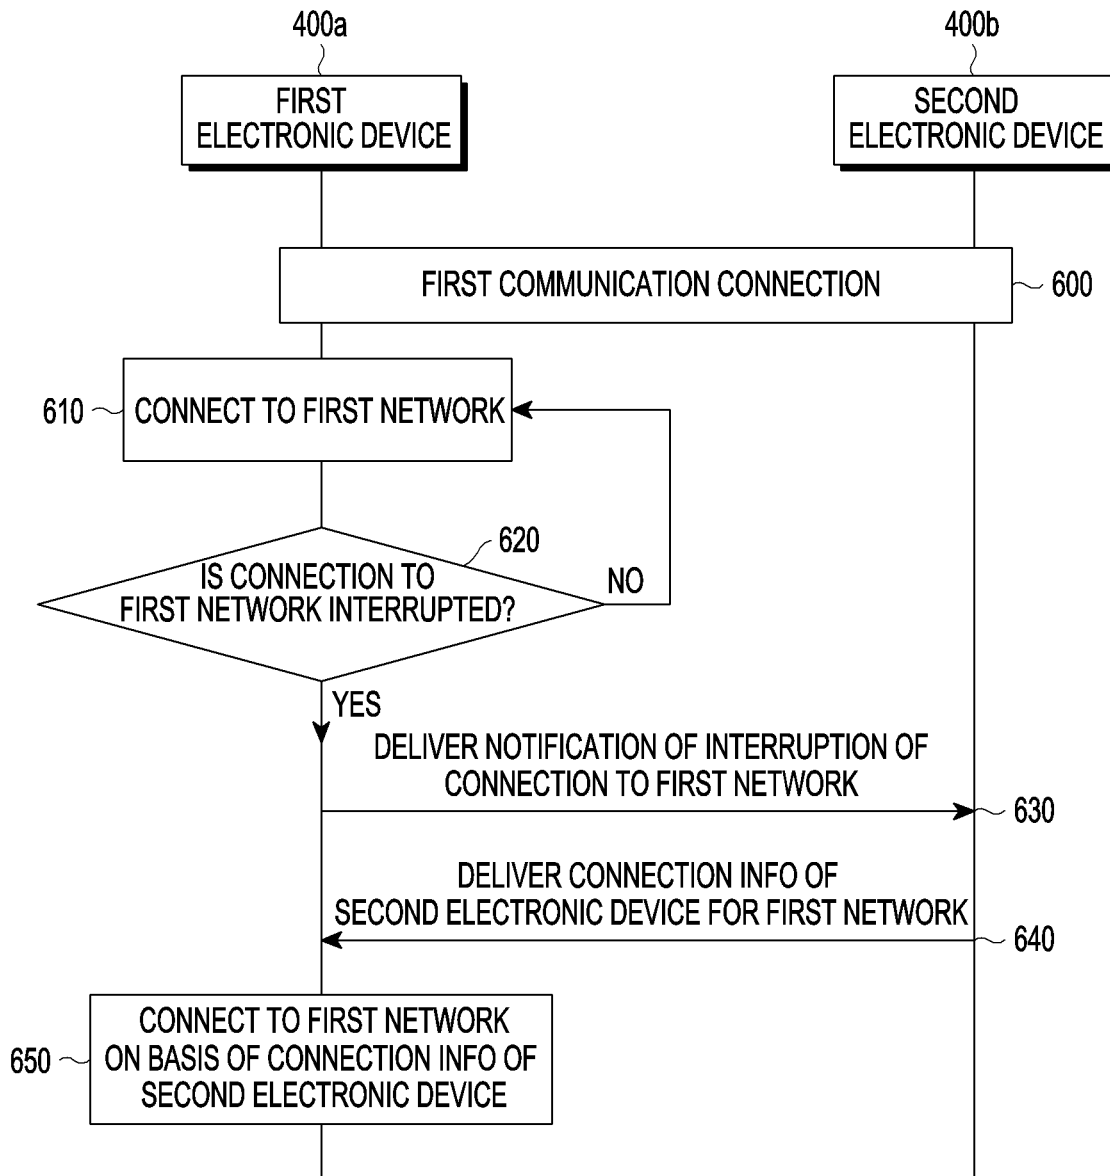 400a
400b
FIRST
ELECTRONIC DEVICE
SECOND
ELECTRONIC DEVICE
FIRST COMMUNICATION CONNECTION
600
610
CONNECT TO FIRST NETWORK
620
IS CONNECTION TO
FIRST NETWORK INTERRUPTED?
NO
YES
DELIVER NOTIFICATION OF INTERRUPTION OF
CONNECTION TO FIRST NETWORK
630
DELIVER CONNECTION INFO OF
SECOND ELECTRONIC DEVICE FOR FIRST NETWORK
640
650
CONNECT TO FIRST NETWORK
ON BASIS OF CONNECTION INFO OF
SECOND ELECTRONIC DEVICE